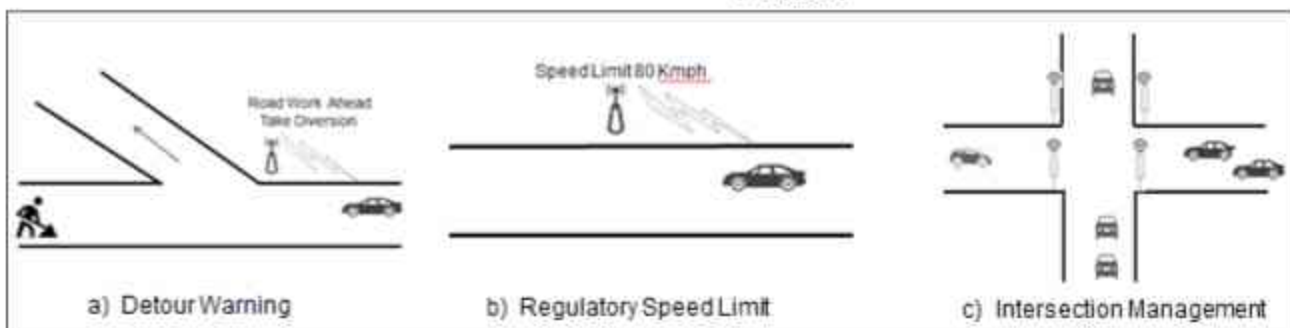 Road Work Ahead
Take Diversion
Speed Limit 80 Kmph
a) Detour Warning
b) Regulatory Speed Limit
c) Intersection Management